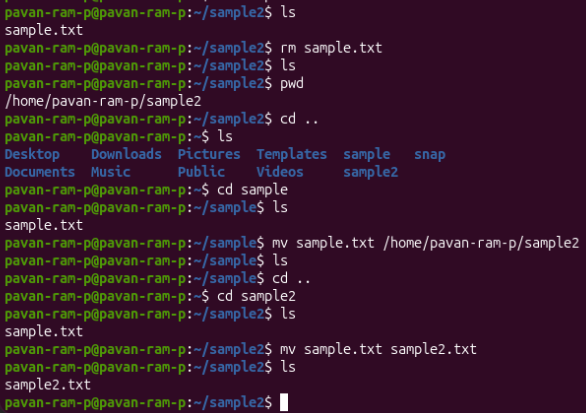 pavan-ram-p@pavan-ram-p:~/sample2$ ls
sample.txt
pavan-ram-p@pavan-ram-p:~/sample2$ rm sample.txt
pavan-ram-p@pavan-ram-p:~/sample2$ ls
pavan-ram-p@pavan-ram-p:~/sample2$ pwd
/home/pavan-ram-p/sample2
pavan-ram-p@pavan-ram-p:~/sample2$ cd ..
pavan-ram-p@pavan-ram-p:~$ ls
Desktop    Downloads  Pictures  Templates  sample   snap
Documents  Music      Public    Videos     sample2
pavan-ram-p@pavan-ram-p:~$ cd sample
pavan-ram-p@pavan-ram-p:~/sample$ ls
sample.txt
pavan-ram-p@pavan-ram-p:~/sample$ mv sample.txt /home/pavan-ram-p/sample2
pavan-ram-p@pavan-ram-p:~/sample$ ls
pavan-ram-p@pavan-ram-p:~/sample$ cd ..
pavan-ram-p@pavan-ram-p:~$ cd sample2
pavan-ram-p@pavan-ram-p:~/sample2$ ls
sample.txt
pavan-ram-p@pavan-ram-p:~/sample2$ mv sample.txt sample2.txt
pavan-ram-p@pavan-ram-p:~/sample2$ ls
sample2.txt
pavan-ram-p@pavan-ram-p:~/sample2$